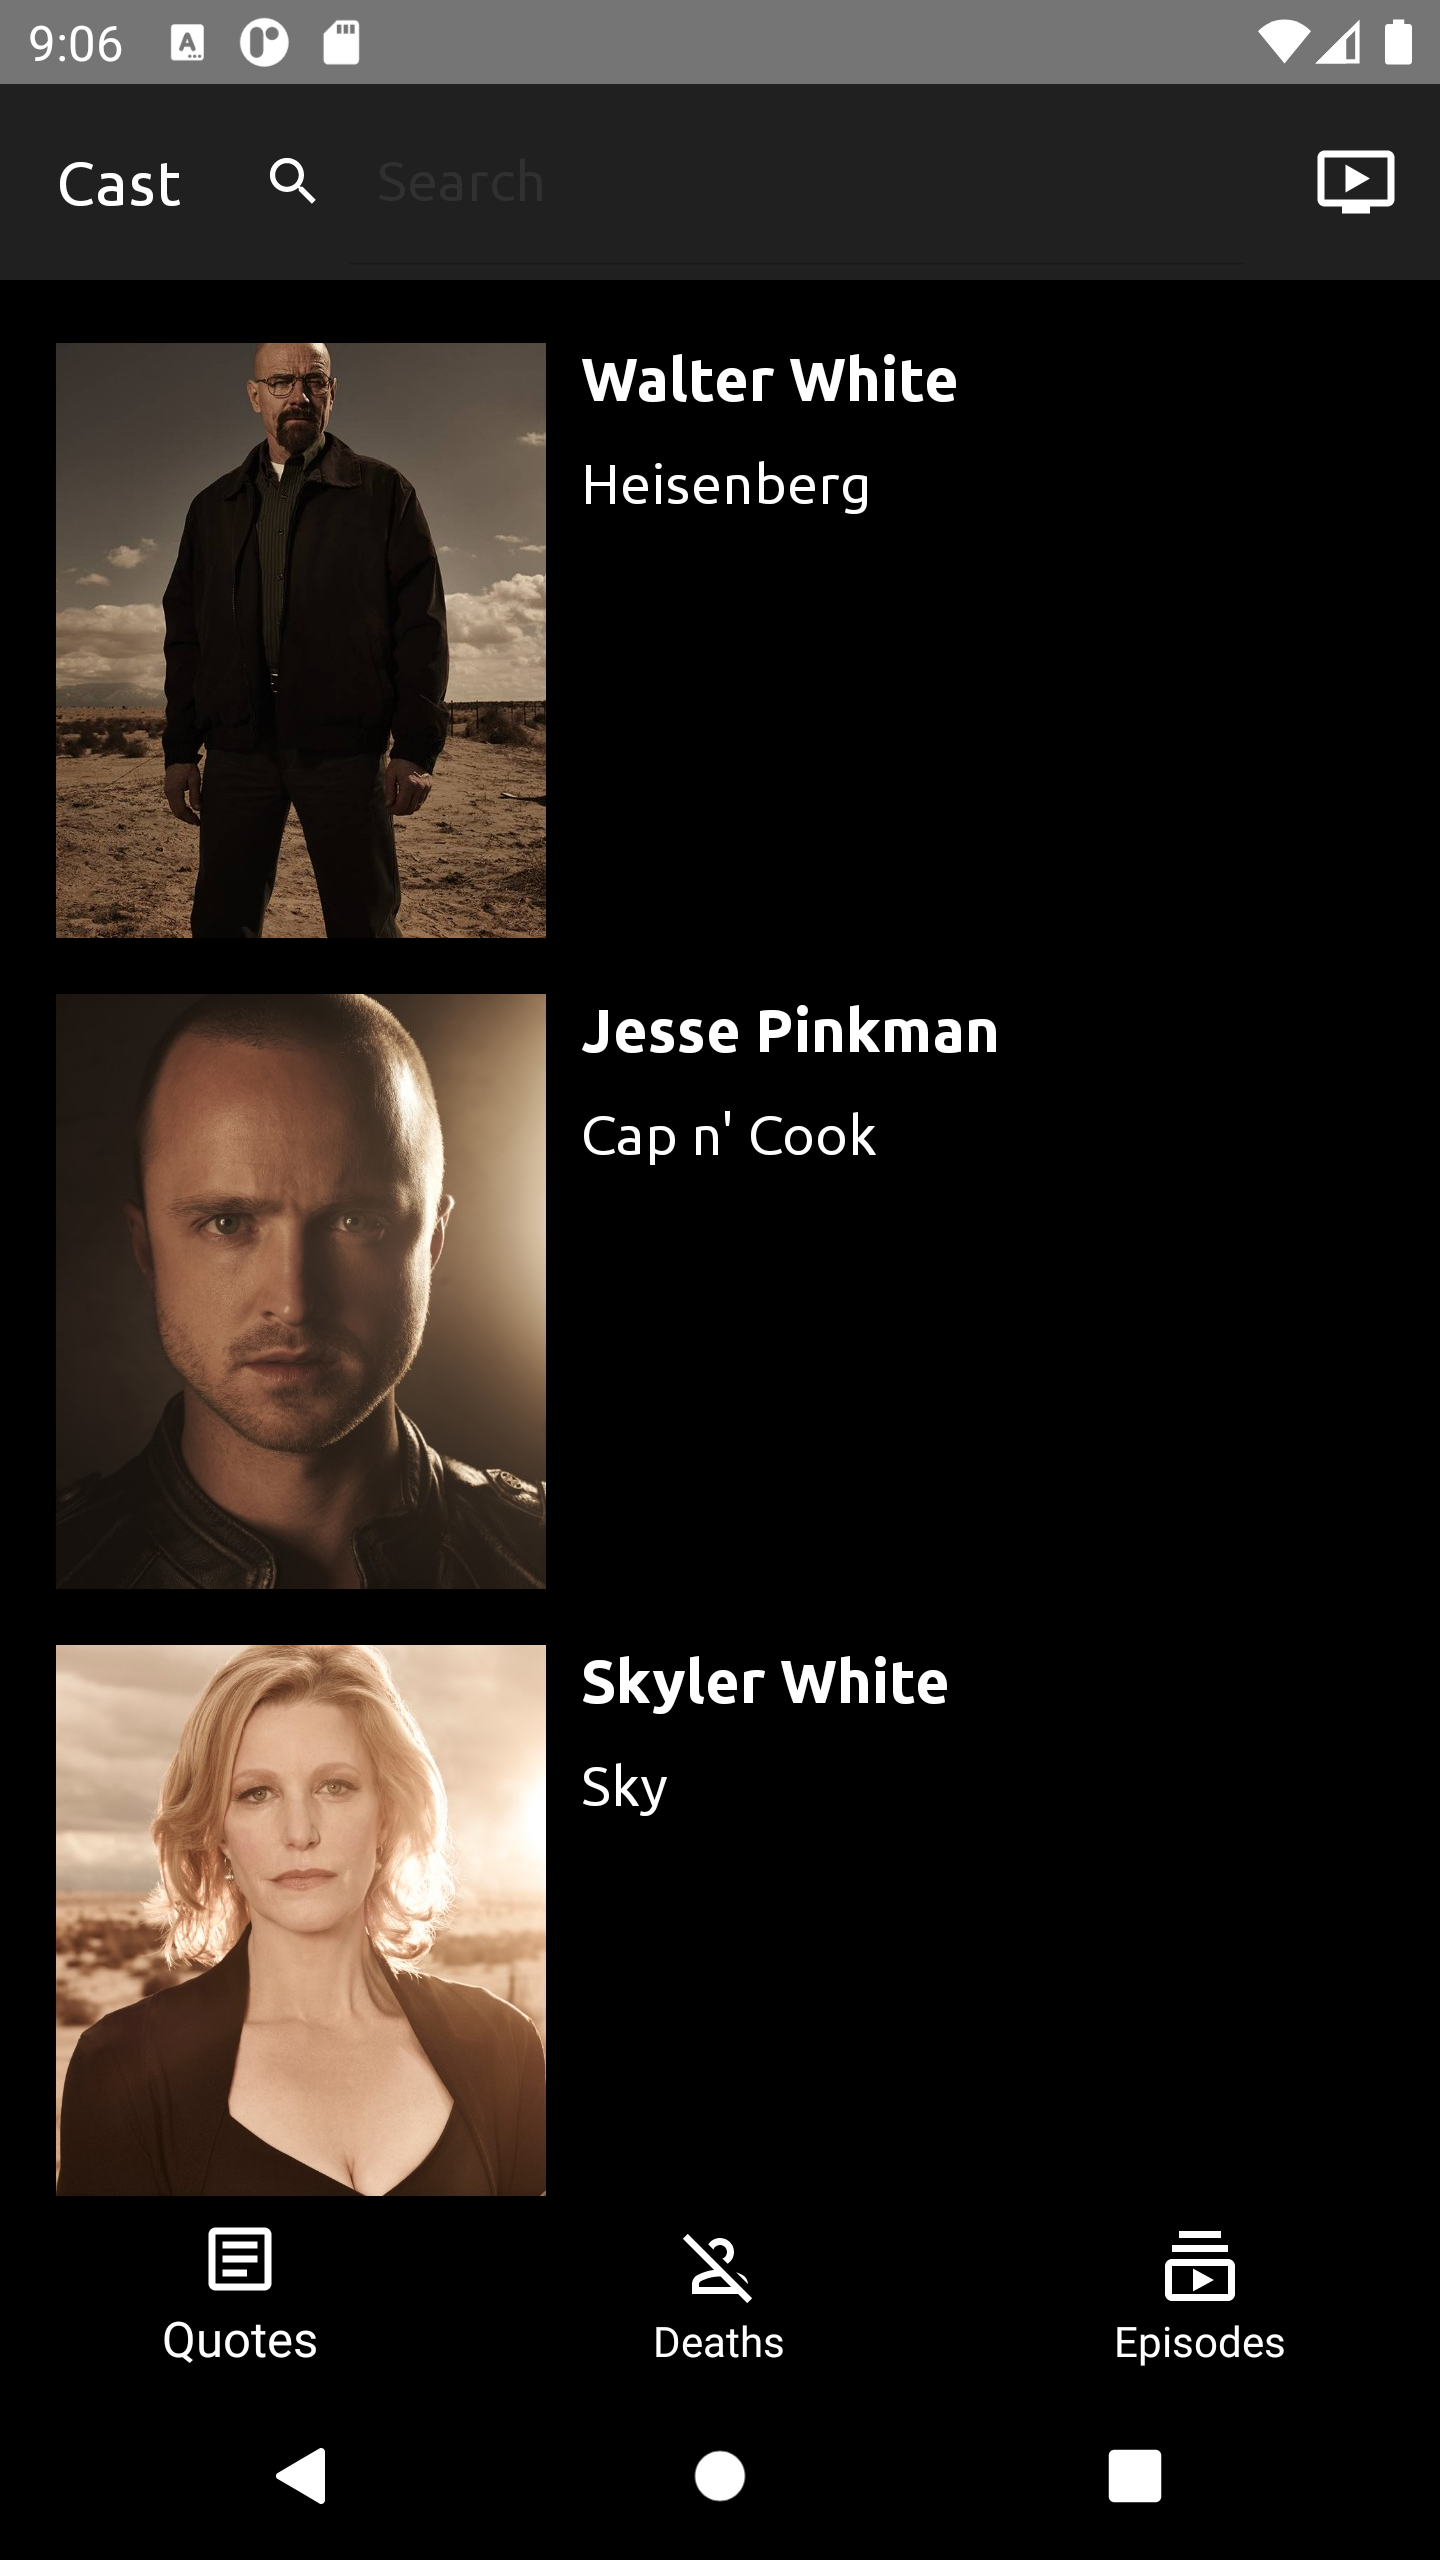 9:06
Cast
Search
Walter White
Heisenberg
Jesse Pinkman
Cap n' Cook
Skyler White
Sky
Quotes
Deaths
Episodes